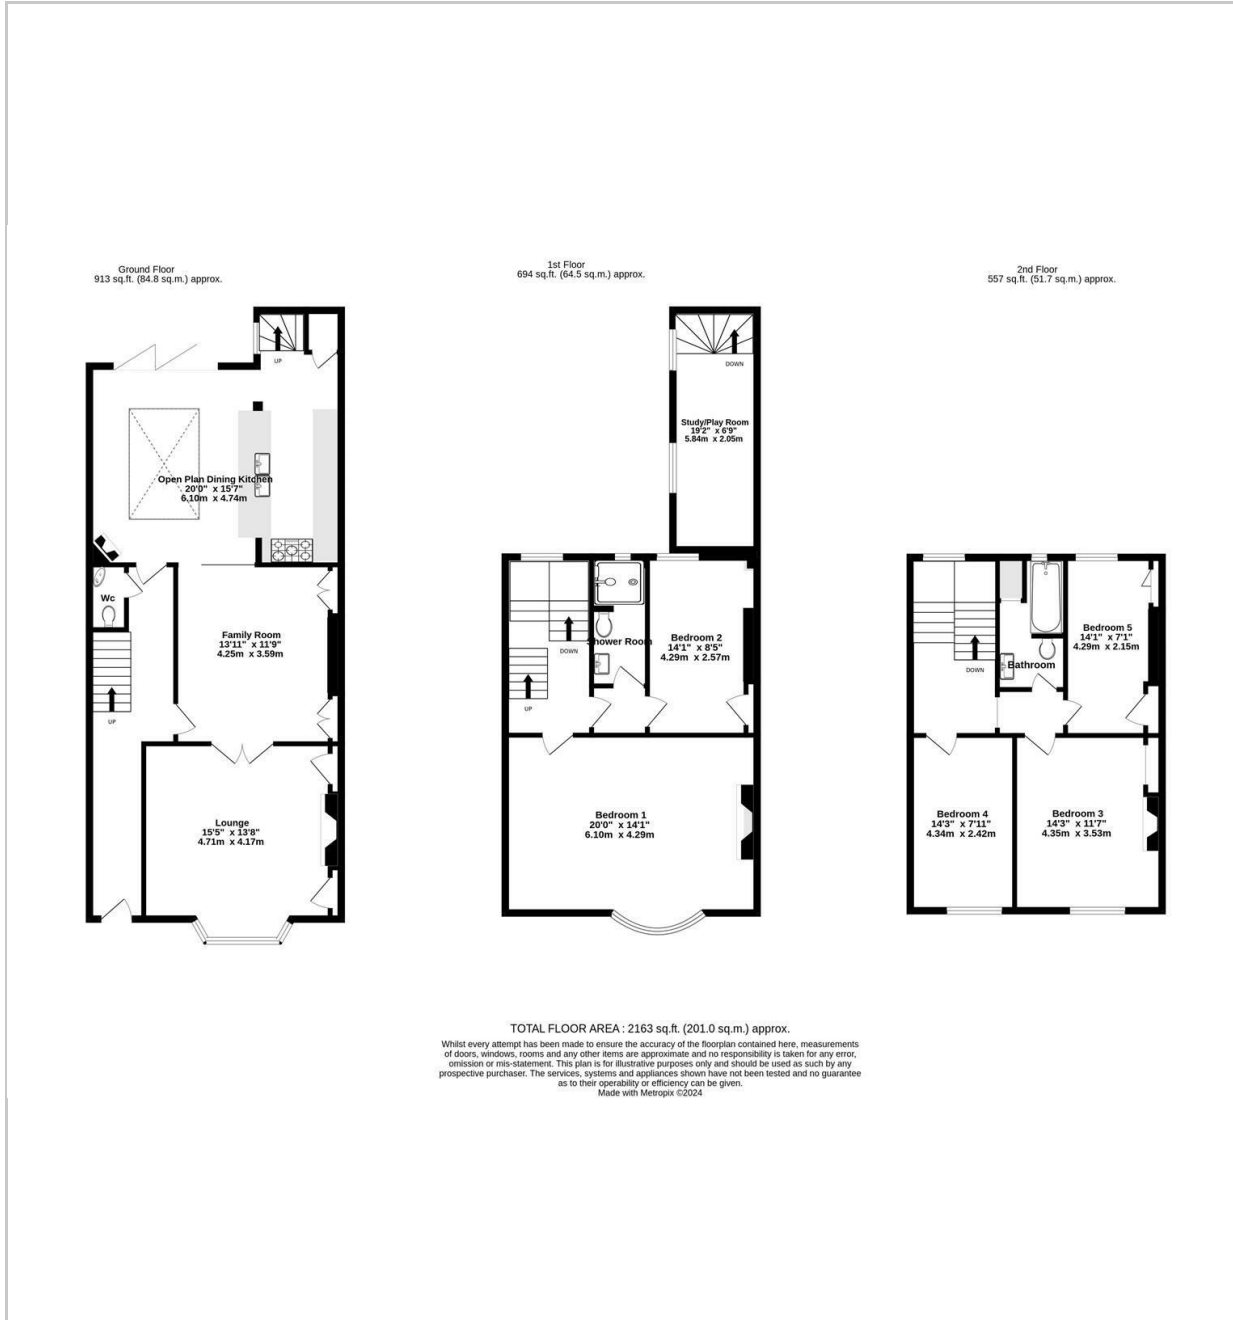 Ground Floor
913 sq.ft. (84.8 sq.m.) approx.
UP
Open Plan Dining Kitchen
20'0" x 15'7"
6.10m x 4.74m
Wc
Family Room
13'11" x 11'9"
4.25m x 3.59m
UP
Lounge
15'5" x 13'8"
4.71m x 4.17m
1st Floor
694 sq.ft. (64.5 sq.m.) approx.
DOWN
Study/Play Room
19'2" x 6'9"
5.84m x 2.05m
Shower Room
DOWN
Bedroom 2
14'1" x 8'5"
4.29m x 2.57m
UP
Bedroom 1
20'0" x 14'1"
6.10m x 4.29m
2nd Floor
557 sq.ft. (51.7 sq.m.) approx.
Bedroom 5
14'1" x 7'1"
4.29m x 2.15m
Bathroom
DOWN
Bedroom 4
14'3" x 7'11"
4.34m x 2.42m
Bedroom 3
14'3" x 11'7"
4.35m x 3.53m
TOTAL FLOOR AREA : 2163 sq.ft. (201.0 sq.m.) approx.
Whilst every attempt has been made to ensure the accuracy of the floorplan contained here, measurements
of doors, windows, rooms and any other items are approximate and no responsibility is taken for any error,
omission or mis-statement. This plan is for illustrative purposes only and should be used as such by any
prospective purchaser. The services, systems and appliances shown have not been tested and no guarantee
as to their operability or efficiency can be given.
Made with Metropix ©2024